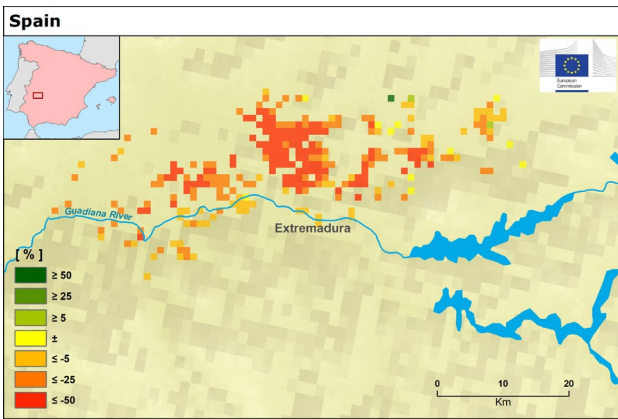 Spain
European
Commission
Guadiana River
Extremadura
[ % ]
≥ 50
≥ 25
≥ 5
±
≤ -5
≤ -25
≤ -50
0 10 20
Km